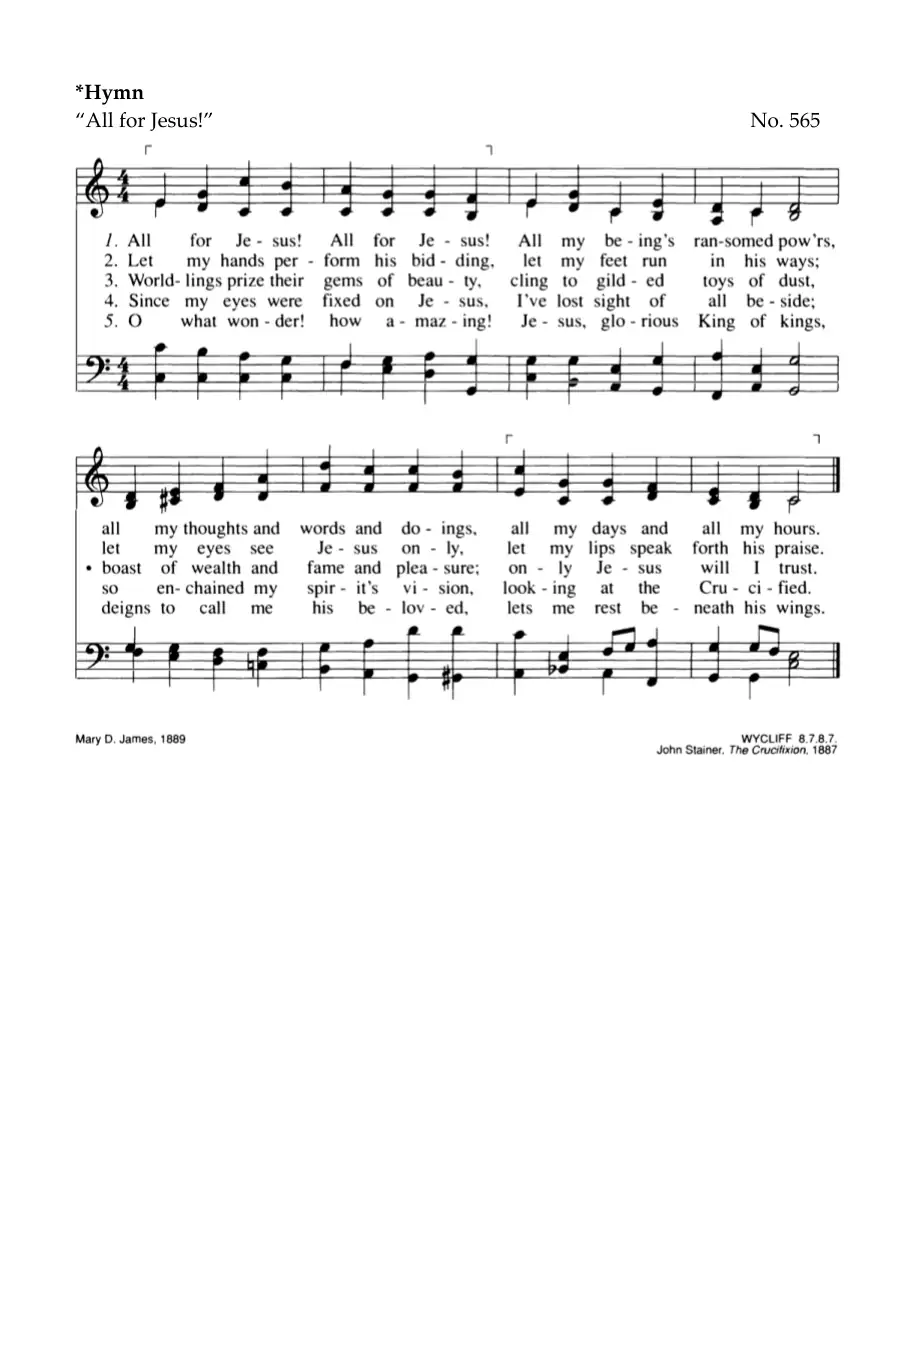 *Hymn
“All for Jesus!” No. 565
1. All for Je - sus! All for Je - sus! All my be - ing's ran-somed pow'rs,
2. Let my hands per - form his bid - ding, let my feet run in his ways;
3. World- lings prize their gems of beau - ty, cling to gild - ed toys of dust,
4. Since my eyes were fixed on Je - sus, I've lost sight of all be - side;
5. O what won - der! how a - maz - ing! Je - sus, glo - rious King of kings,
all my thoughts and words and do - ings, all my days and all my hours.
let my eyes see Je - sus on - ly, let my lips speak forth his praise.
• boast of wealth and fame and plea - sure; on - ly Je - sus will I trust.
so en- chained my spir - it's vi - sion, look - ing at the Cru - ci - fied.
deigns to call me his be - lov - ed, lets me rest be - neath his wings.
Mary D. James, 1889 WYCLIFF 8.7.8.7.
John Stainer, The Crucifixion, 1887